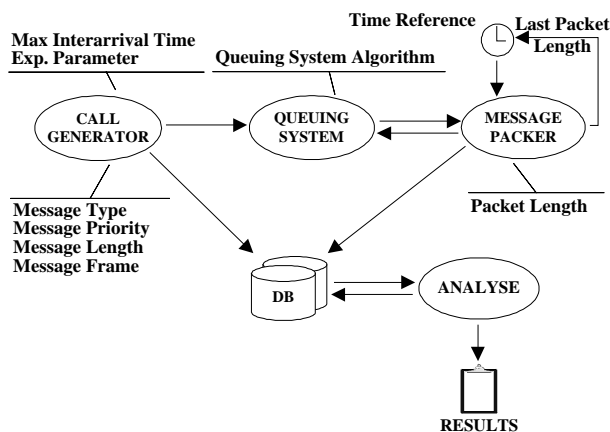 Time Reference
Last Packet
Length
Max Interarrival Time
Exp. Parameter
Queuing System Algorithm
CALL
GENERATOR
QUEUING
SYSTEM
MESSAGE
PACKER
Message Type
Message Priority
Message Length
Message Frame
Packet Length
DB
ANALYSE
RESULTS